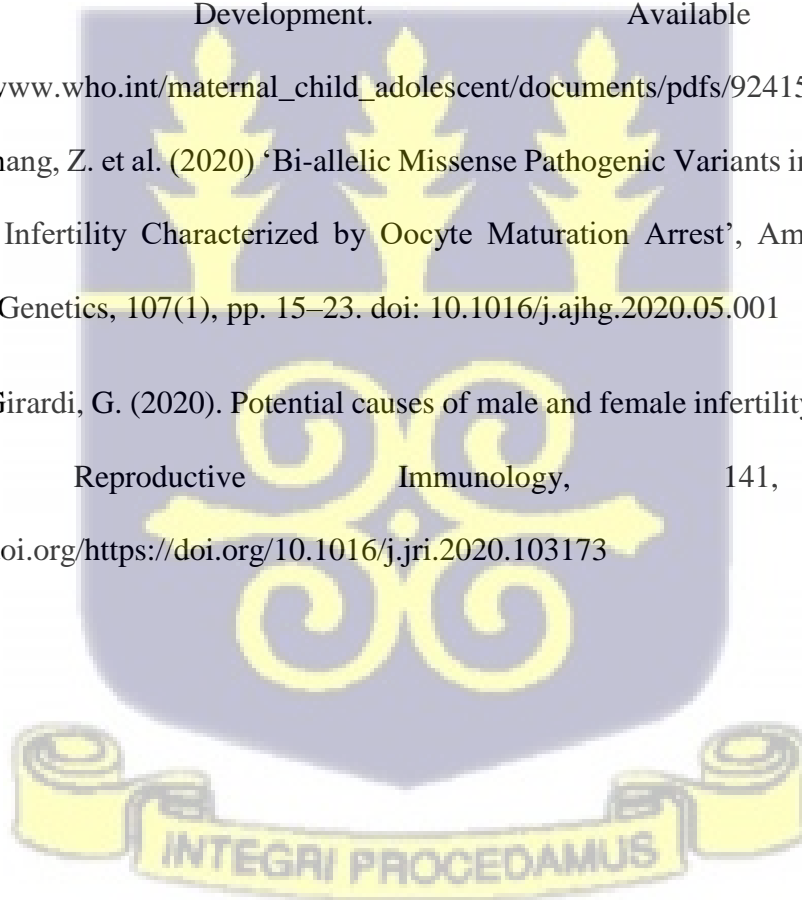 Development. Available
www.who.int/maternal_child_adolescent/documents/pdfs/92415
hang, Z. et al. (2020) ‘Bi-allelic Missense Pathogenic Variants in
Infertility Characterized by Oocyte Maturation Arrest’, Am
Genetics, 107(1), pp. 15–23. doi: 10.1016/j.ajhg.2020.05.001
Girardi, G. (2020). Potential causes of male and female infertility
Reproductive Immunology, 141,
oi.org/https://doi.org/10.1016/j.jri.2020.103173
INTEGRI PROCEDAMUS